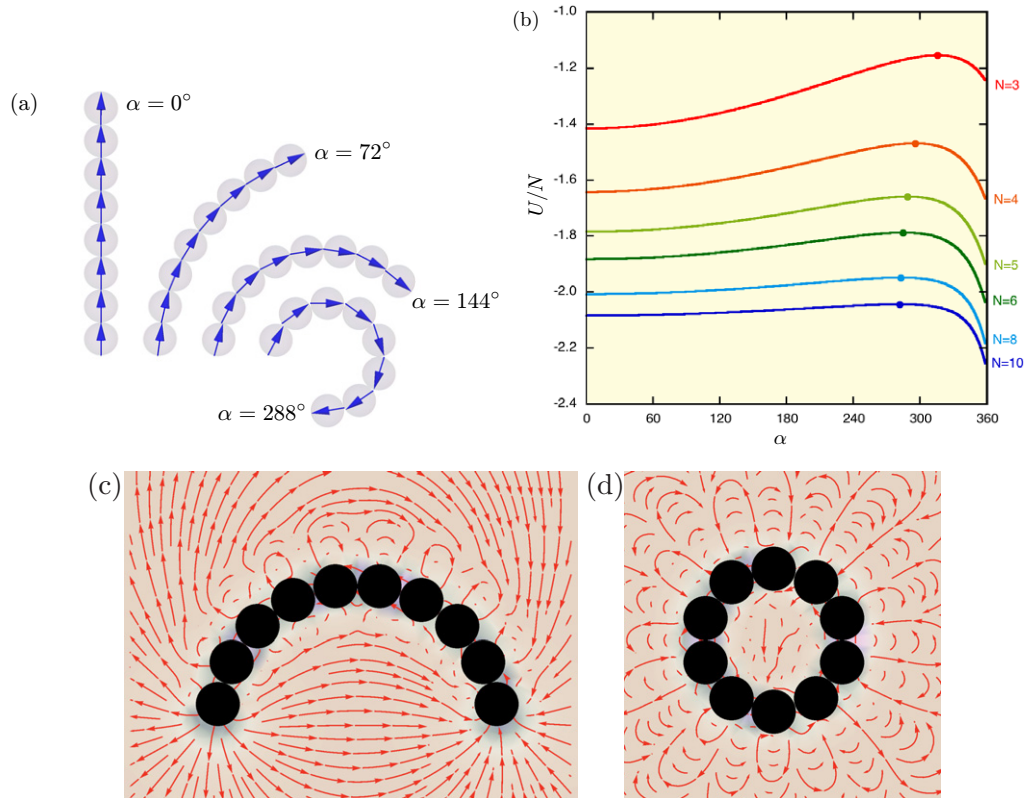 (a)
α = 0°
α = 72°
α = 144°
α = 288°
(b)
U/N
-1.0
-1.2
-1.4
-1.6
-1.8
-2.0
-2.2
-2.4
0 60 120 180 240 300 360
α
N=3
N=4
N=5
N=6
N=8
N=10
(c)
(d)